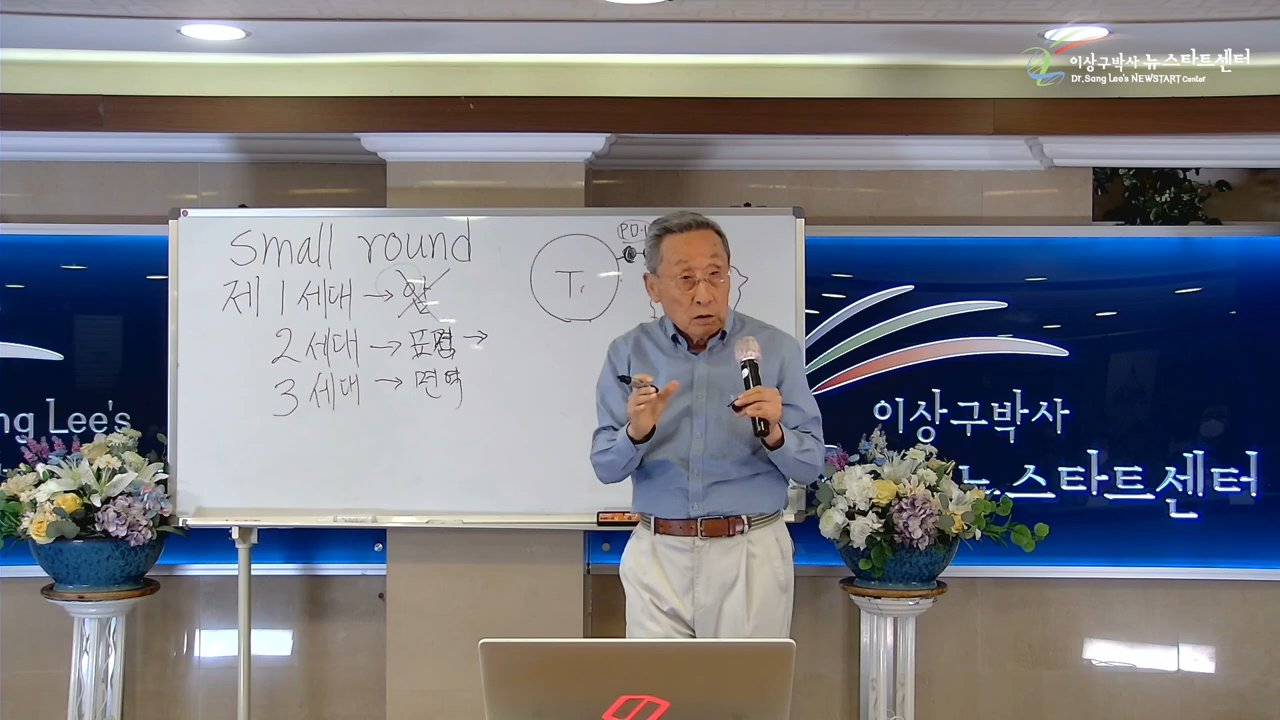 이상구박사 뉴스타트센터
Dr.Sang Lee's NEWSTART Center
small round
제 1 세대 →
2 세대 → 표적 →
3 세대 → 면역
T
PD-1
ng Lee's
이상구박사
뉴스타트센터